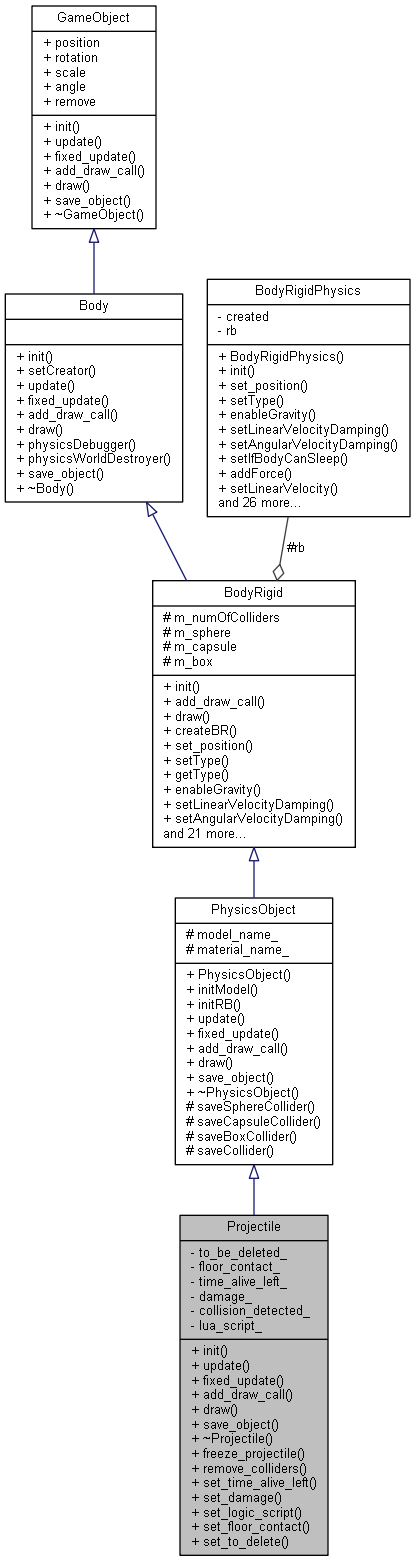 GameObject
+ position
+ rotation
+ scale
+ angle
+ remove
+ init()
+ update()
+ fixed_update()
+ add_draw_call()
+ draw()
+ save_object()
+ ~GameObject()
Body
+ init()
+ setCreator()
+ update()
+ fixed_update()
+ add_draw_call()
+ draw()
+ physicsDebugger()
+ physicsWorldDestroyer()
+ save_object()
+ ~Body()
BodyRigidPhysics
- created
- rb
+ BodyRigidPhysics()
+ init()
+ set_position()
+ setType()
+ enableGravity()
+ setLinearVelocityDamping()
+ setAngularVelocityDamping()
+ setIfBodyCanSleep()
+ addForce()
+ setLinearVelocity()
and 26 more...
#rb
BodyRigid
# m_numOfColliders
# m_sphere
# m_capsule
# m_box
+ init()
+ add_draw_call()
+ draw()
+ createBR()
+ set_position()
+ setType()
+ getType()
+ enableGravity()
+ setLinearVelocityDamping()
+ setAngularVelocityDamping()
and 21 more...
PhysicsObject
# model_name_
# material_name_
+ PhysicsObject()
+ initModel()
+ initRB()
+ update()
+ fixed_update()
+ add_draw_call()
+ draw()
+ save_object()
+ ~PhysicsObject()
# saveSphereCollider()
# saveCapsuleCollider()
# saveBoxCollider()
# saveCollider()
Projectile
- to_be_deleted_
- floor_contact_
- time_alive_left_
- damage_
- collision_detected_
- lua_script_
+ init()
+ update()
+ fixed_update()
+ add_draw_call()
+ draw()
+ save_object()
+ ~Projectile()
+ freeze_projectile()
+ remove_colliders()
+ set_time_alive_left()
+ set_damage()
+ set_logic_script()
+ set_floor_contact()
+ set_to_delete()